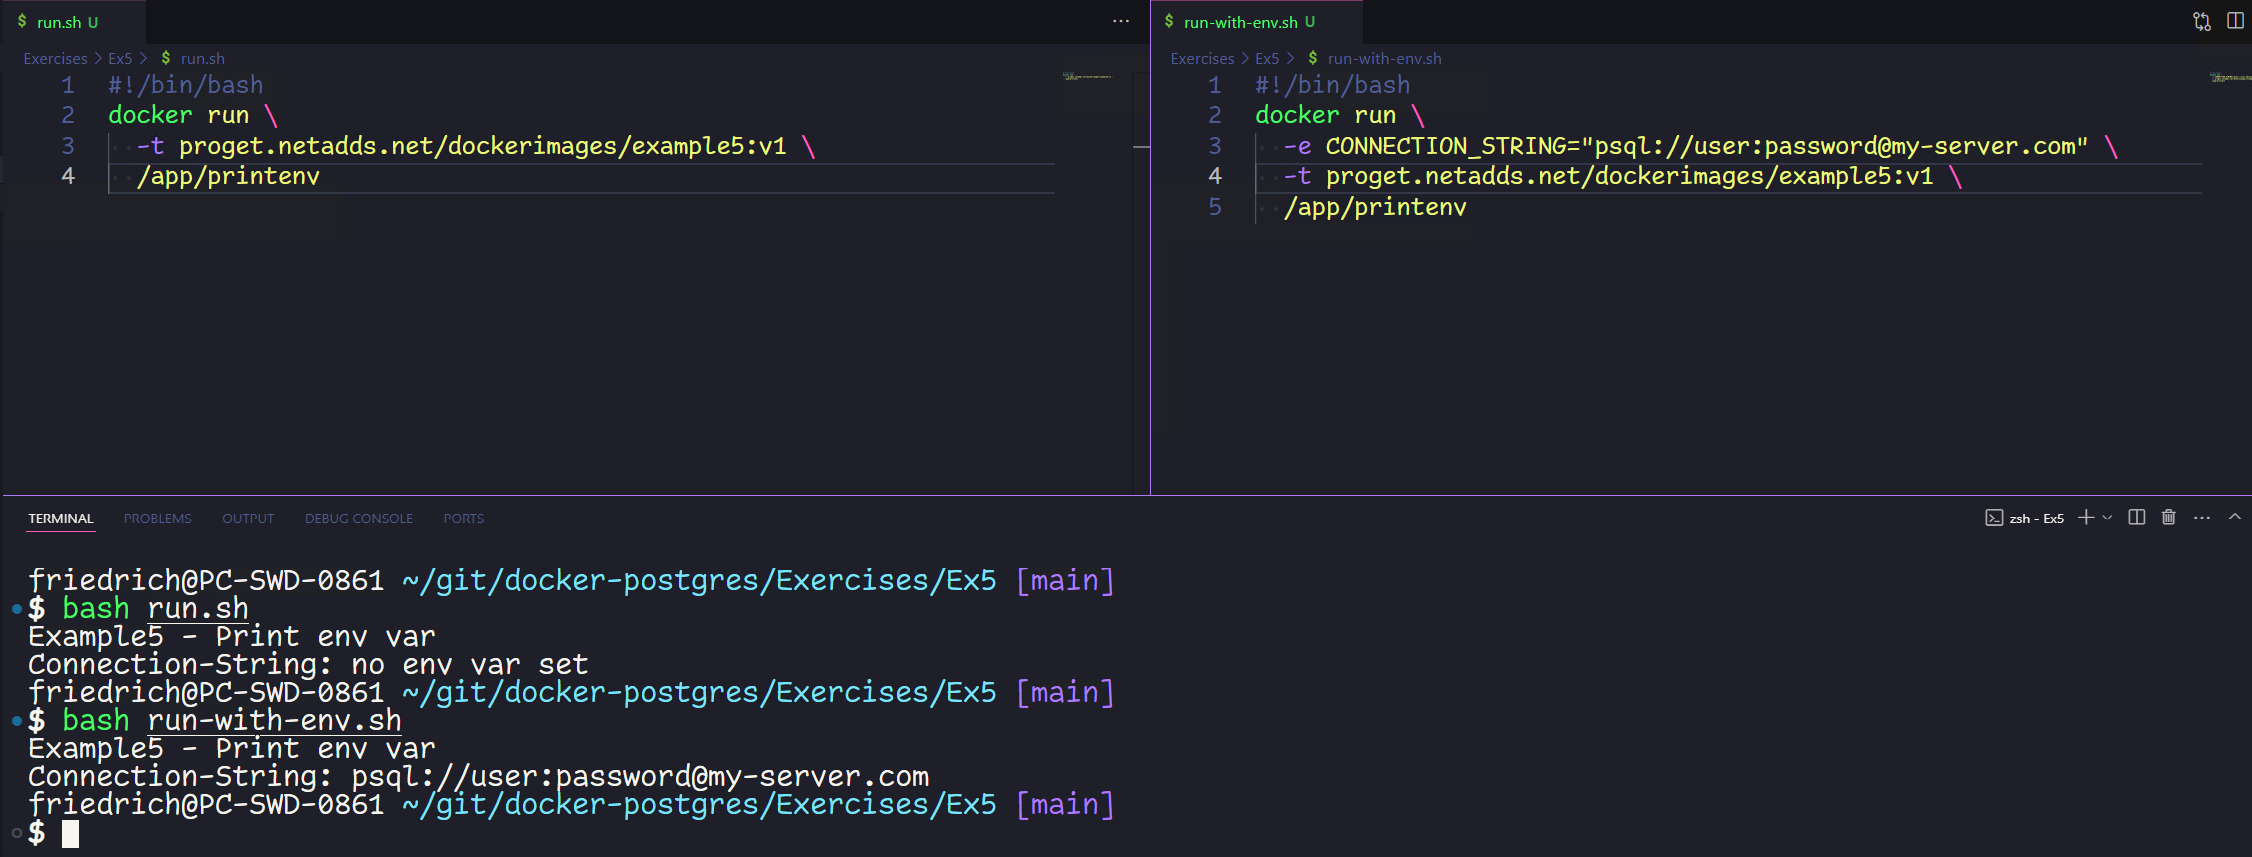 $ run.sh U
Exercises > Ex5 > $ run.sh
1 #!/bin/bash
2 docker run \
3 -t proget.netadds.net/dockerimages/example5:v1 \
4 /app/printenv
$ run-with-env.sh U
Exercises > Ex5 > $ run-with-env.sh
1 #!/bin/bash
2 docker run \
3 -e CONNECTION_STRING="psql://user:password@my-server.com" \
4 -t proget.netadds.net/dockerimages/example5:v1 \
5 /app/printenv
TERMINAL PROBLEMS OUTPUT DEBUG CONSOLE PORTS zsh - Ex5
friedrich@PC-SWD-0861 ~/git/docker-postgres/Exercises/Ex5 [main]
$ bash run.sh
Example5 - Print env var
Connection-String: no env var set
friedrich@PC-SWD-0861 ~/git/docker-postgres/Exercises/Ex5 [main]
$ bash run-with-env.sh
Example5 - Print env var
Connection-String: psql://user:password@my-server.com
friedrich@PC-SWD-0861 ~/git/docker-postgres/Exercises/Ex5 [main]
$